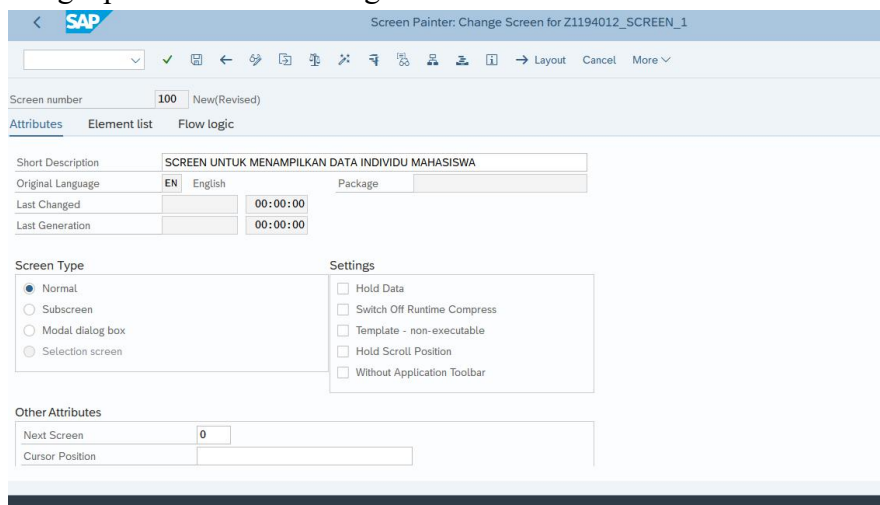 SAP
Screen Painter: Change Screen for Z1194012_SCREEN_1
Layout Cancel More
Screen number 100 New(Revised)
Attributes Element list Flow logic
Short Description SCREEN UNTUK MENAMPILKAN DATA INDIVIDU MAHASISWA
Original Language EN English Package
Last Changed 00:00:00
Last Generation 00:00:00
Screen Type Settings
Normal Hold Data
Subscreen Switch Off Runtime Compress
Modal dialog box Template - non-executable
Selection screen Hold Scroll Position
Without Application Toolbar
Other Attributes
Next Screen 0
Cursor Position